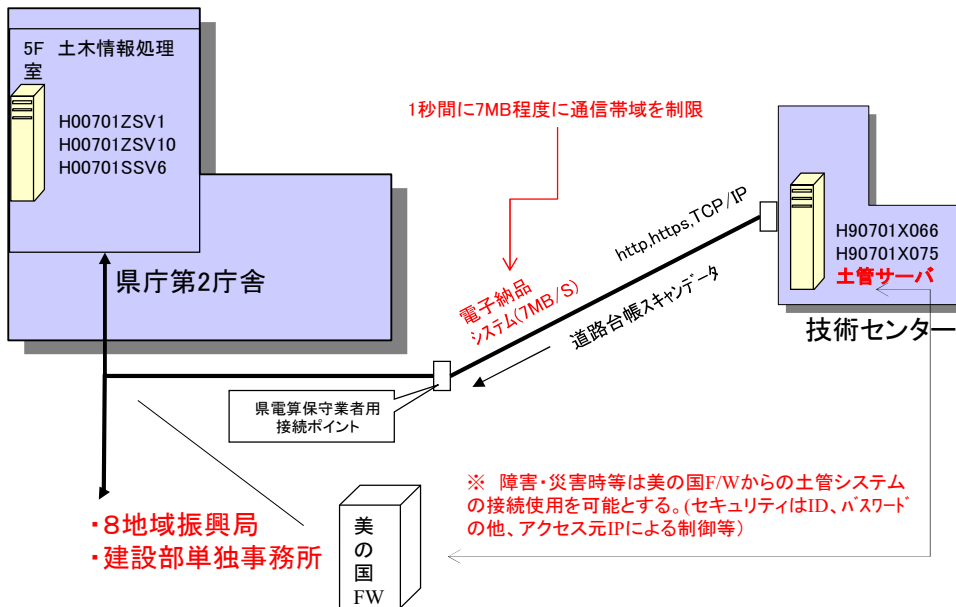 5F 土木情報処理
室
H00701ZSV1
H00701ZSV10
H00701SSV6
県庁第2庁舎
1秒間に7MB程度に通信帯域を制限
http,https,TCP/IP
電子納品
システム(7MB/S)
道路台帳スキャンデータ
H90701X066
H90701X075
土管サーバ
技術センター
県電算保守業者用
接続ポイント
・8地域振興局
・建設部単独事務所
美
の
国
FW
※ 障害・災害時等は美の国F/Wからの土管システム
の接続使用を可能とする。(セキュリティはID、パスワード
の他、アクセス元IPによる制御等)